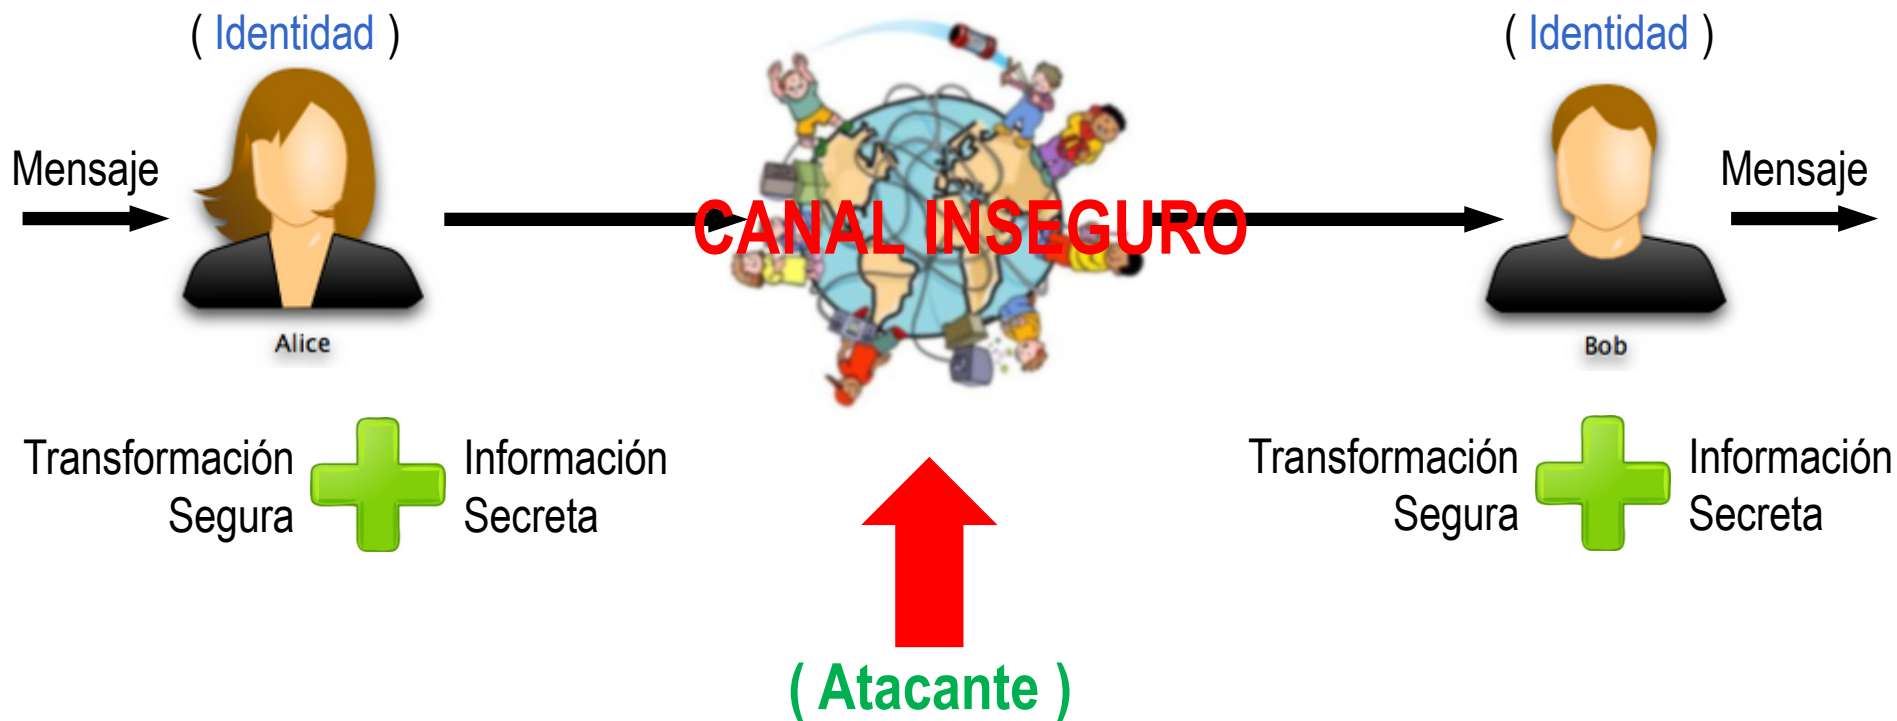 ( Identidad )
( Identidad )
Mensaje
CANAL INSEGURO
Mensaje
Alice
Bob
Transformación
Segura
Información
Secreta
Transformación
Segura
Información
Secreta
( Atacante )